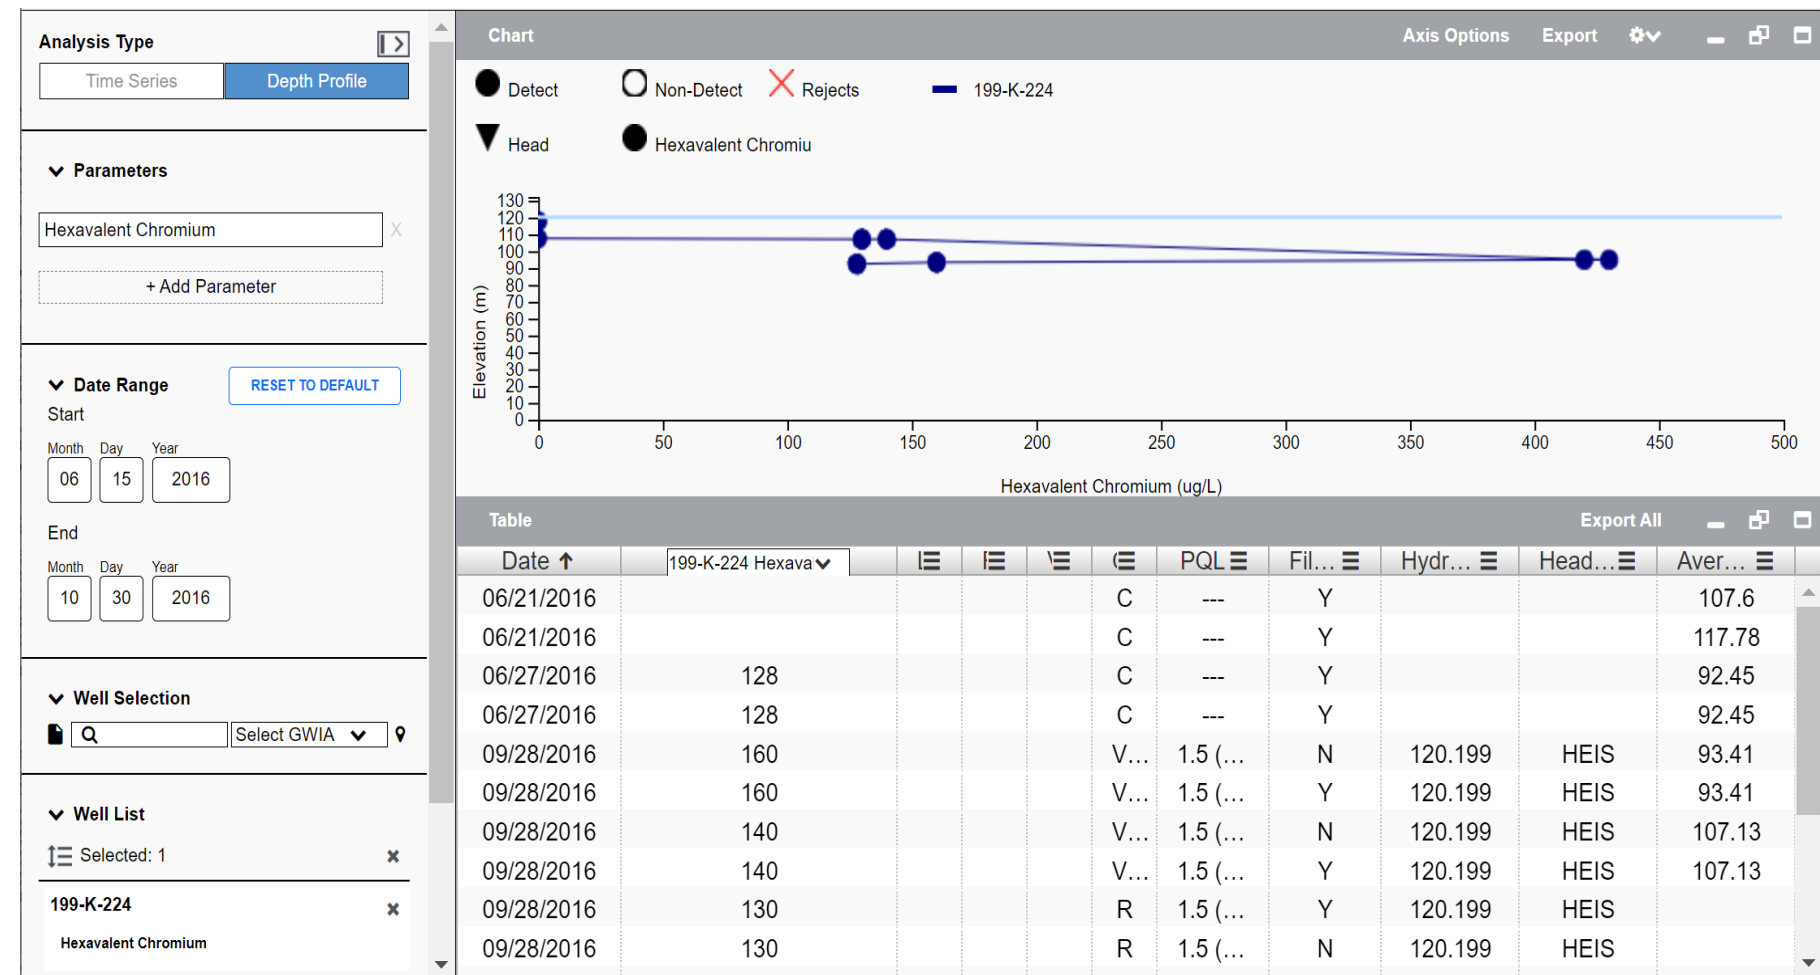 Analysis Type
Time Series Depth Profile
Parameters
Hexavalent Chromium X
+ Add Parameter
Date Range RESET TO DEFAULT
Start
Month Day Year
06 15 2016
End
Month Day Year
10 30 2016
Well Selection
Select GWIA
Well List
Selected: 1
199-K-224
Hexavalent Chromium
Chart Axis Options Export
Detect Non-Detect Rejects 199-K-224
Head Hexavalent Chromiu
130
120
110
100
90
80
70
60
50
40
30
20
10
0
Elevation (m)
0 50 100 150 200 250 300 350 400 450 500
Hexavalent Chromium (ug/L)
Table Export All
Date 199-K-224 Hexava PQL Fil... Hydr... Head... Aver...
06/21/2016 C --- Y 107.6
06/21/2016 C --- Y 117.78
06/27/2016 128 C --- Y 92.45
06/27/2016 128 C --- Y 92.45
09/28/2016 160 V... 1.5 (... N 120.199 HEIS 93.41
09/28/2016 160 V... 1.5 (... Y 120.199 HEIS 93.41
09/28/2016 140 V... 1.5 (... N 120.199 HEIS 107.13
09/28/2016 140 V... 1.5 (... Y 120.199 HEIS 107.13
09/28/2016 130 R 1.5 (... Y 120.199 HEIS
09/28/2016 130 R 1.5 (... N 120.199 HEIS